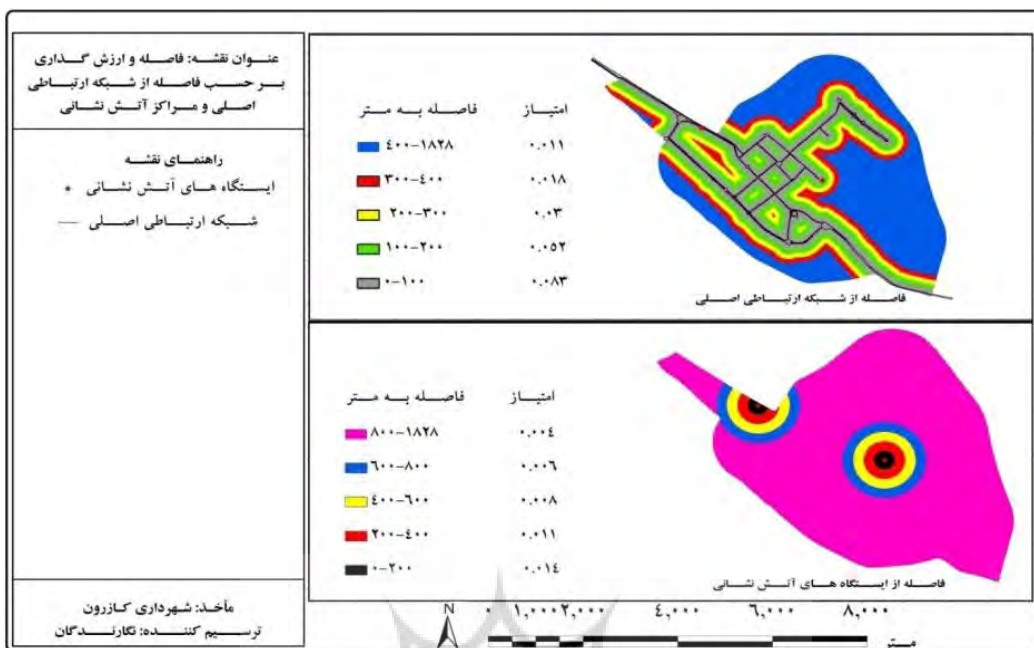 عنوان نقشه: فاصله و ارزش گذاری
بر حسب فاصله از شبکه ارتباطی
اصلی و مراکز آتش نشانی
راهنمای نقشه
ایستگاه های آتش نشانی
شبکه ارتباطی اصلی
مأخذ: شهرداری کازرون
ترسیم کننده: نگارندگان
فاصله به متر امتیاز
۴۰۰-۱۸۲۸ ۰.۰۱۱
۳۰۰-۴۰۰ ۰.۰۱۸
۲۰۰-۳۰۰ ۰.۰۳
۱۰۰-۲۰۰ ۰.۰۵۲
۰-۱۰۰ ۰.۰۸۳
فاصله از شبکه ارتباطی اصلی
فاصله به متر امتیاز
۸۰۰-۱۸۲۸ ۰.۰۰۴
۶۰۰-۸۰۰ ۰.۰۰۶
۴۰۰-۶۰۰ ۰.۰۰۸
۲۰۰-۴۰۰ ۰.۰۱۱
۰-۲۰۰ ۰.۰۱۴
فاصله از ایستگاه های آتش نشانی
N
۰ ۱,۰۰۰ ۲,۰۰۰ ۴,۰۰۰ ۶,۰۰۰ ۸,۰۰۰
متر